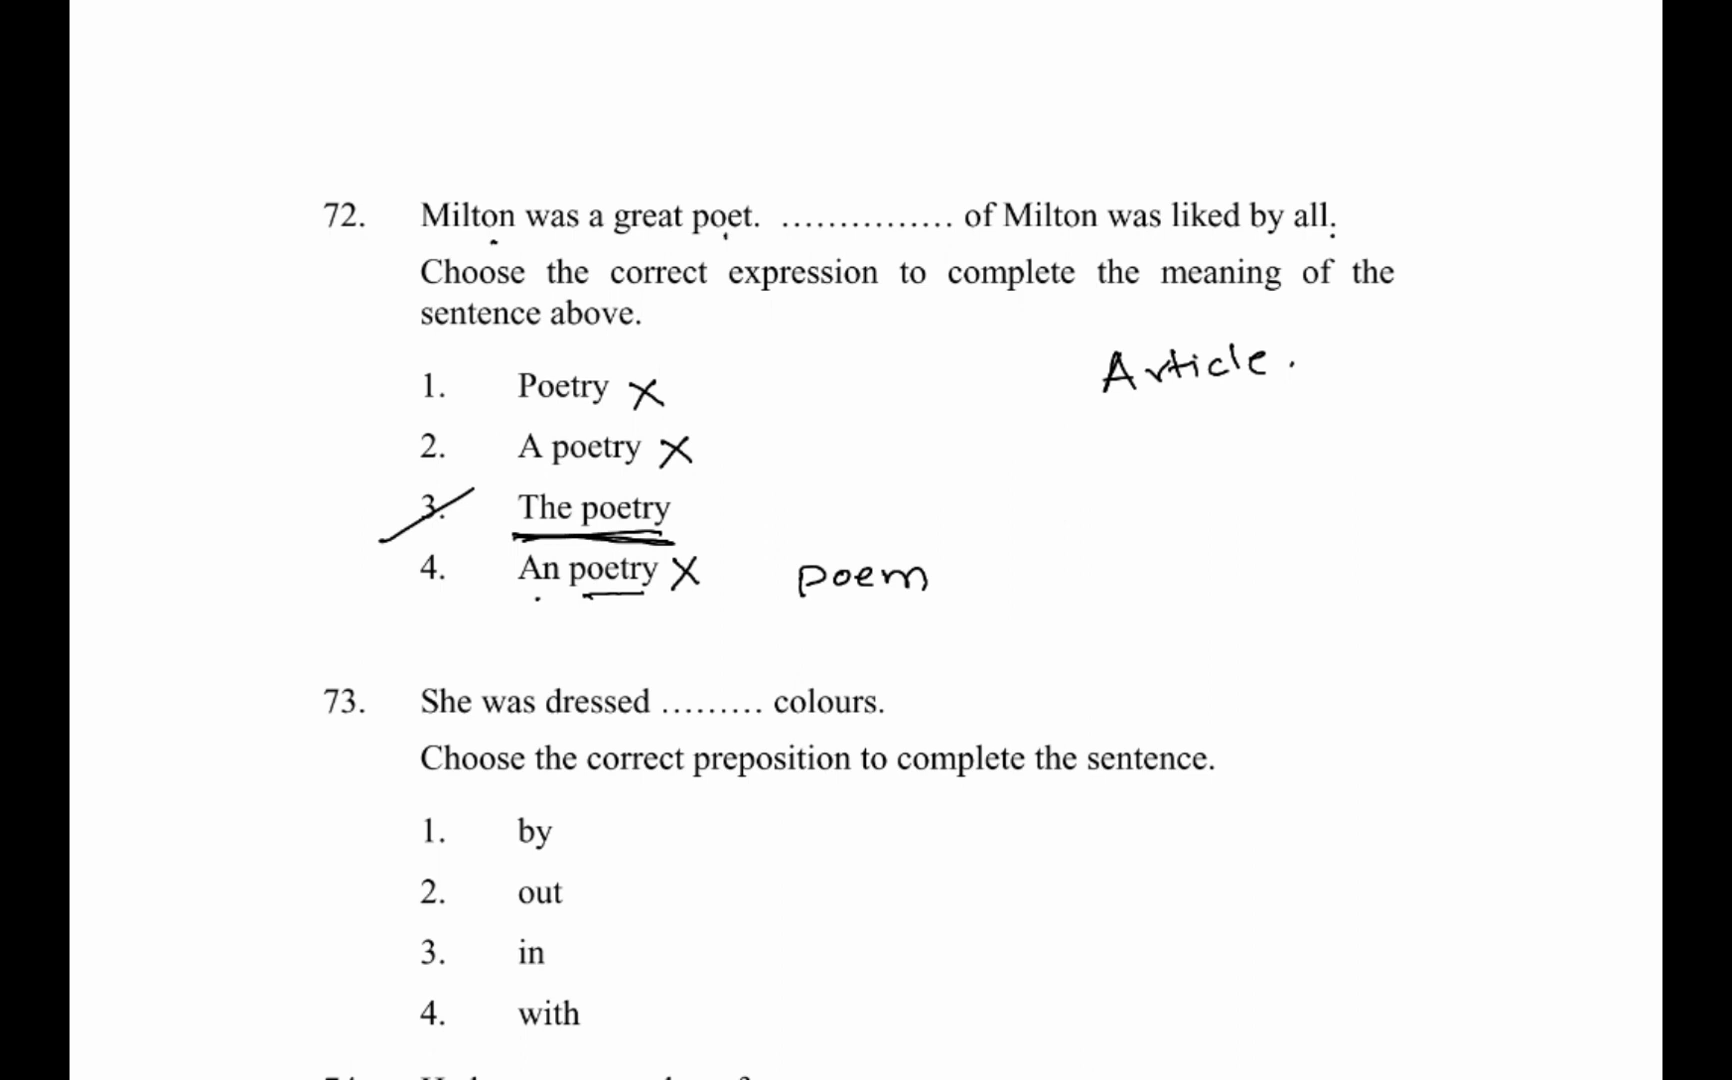 72. Milton was a great poet. ............... of Milton was liked by all.
Choose the correct expression to complete the meaning of the
sentence above.
Article.
1. Poetry X
2. A poetry X
3. The poetry
4. An poetry X poem
73. She was dressed ......... colours.
Choose the correct preposition to complete the sentence.
1. by
2. out
3. in
4. with